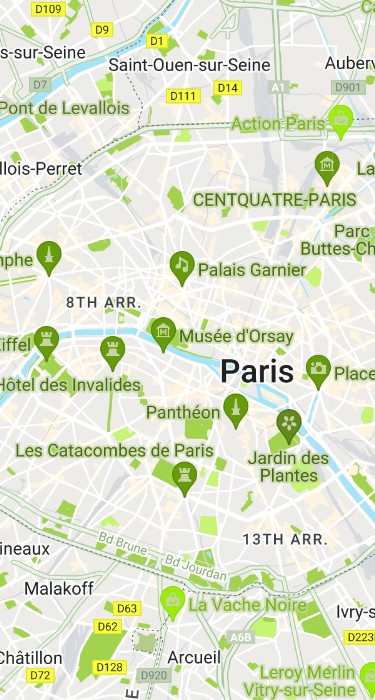 D109
D9
s-sur-Seine
D1
Saint-Ouen-sur-Seine
Auberv
D7
D14
A1
D901
D111
Pont de Levallois
Action Paris
llois-Perret
La
CENTQUATRE-PARIS
Parc
Buttes-Ch
mphe
Palais Garnier
8TH ARR.
Eiffel
Musée d'Orsay
Paris
Place
Hôtel des Invalides
Panthéon
Les Catacombes de Paris
Jardin des
Plantes
13TH ARR.
Bd Brune
Bd Jourdan
ineaux
Malakoff
D63
La Vache Noire
Ivry-s
D62
A6B
D223
Châtillon
D128
Arcueil
D72
D920
Leroy Merlin
Vitry-sur-Seine
E